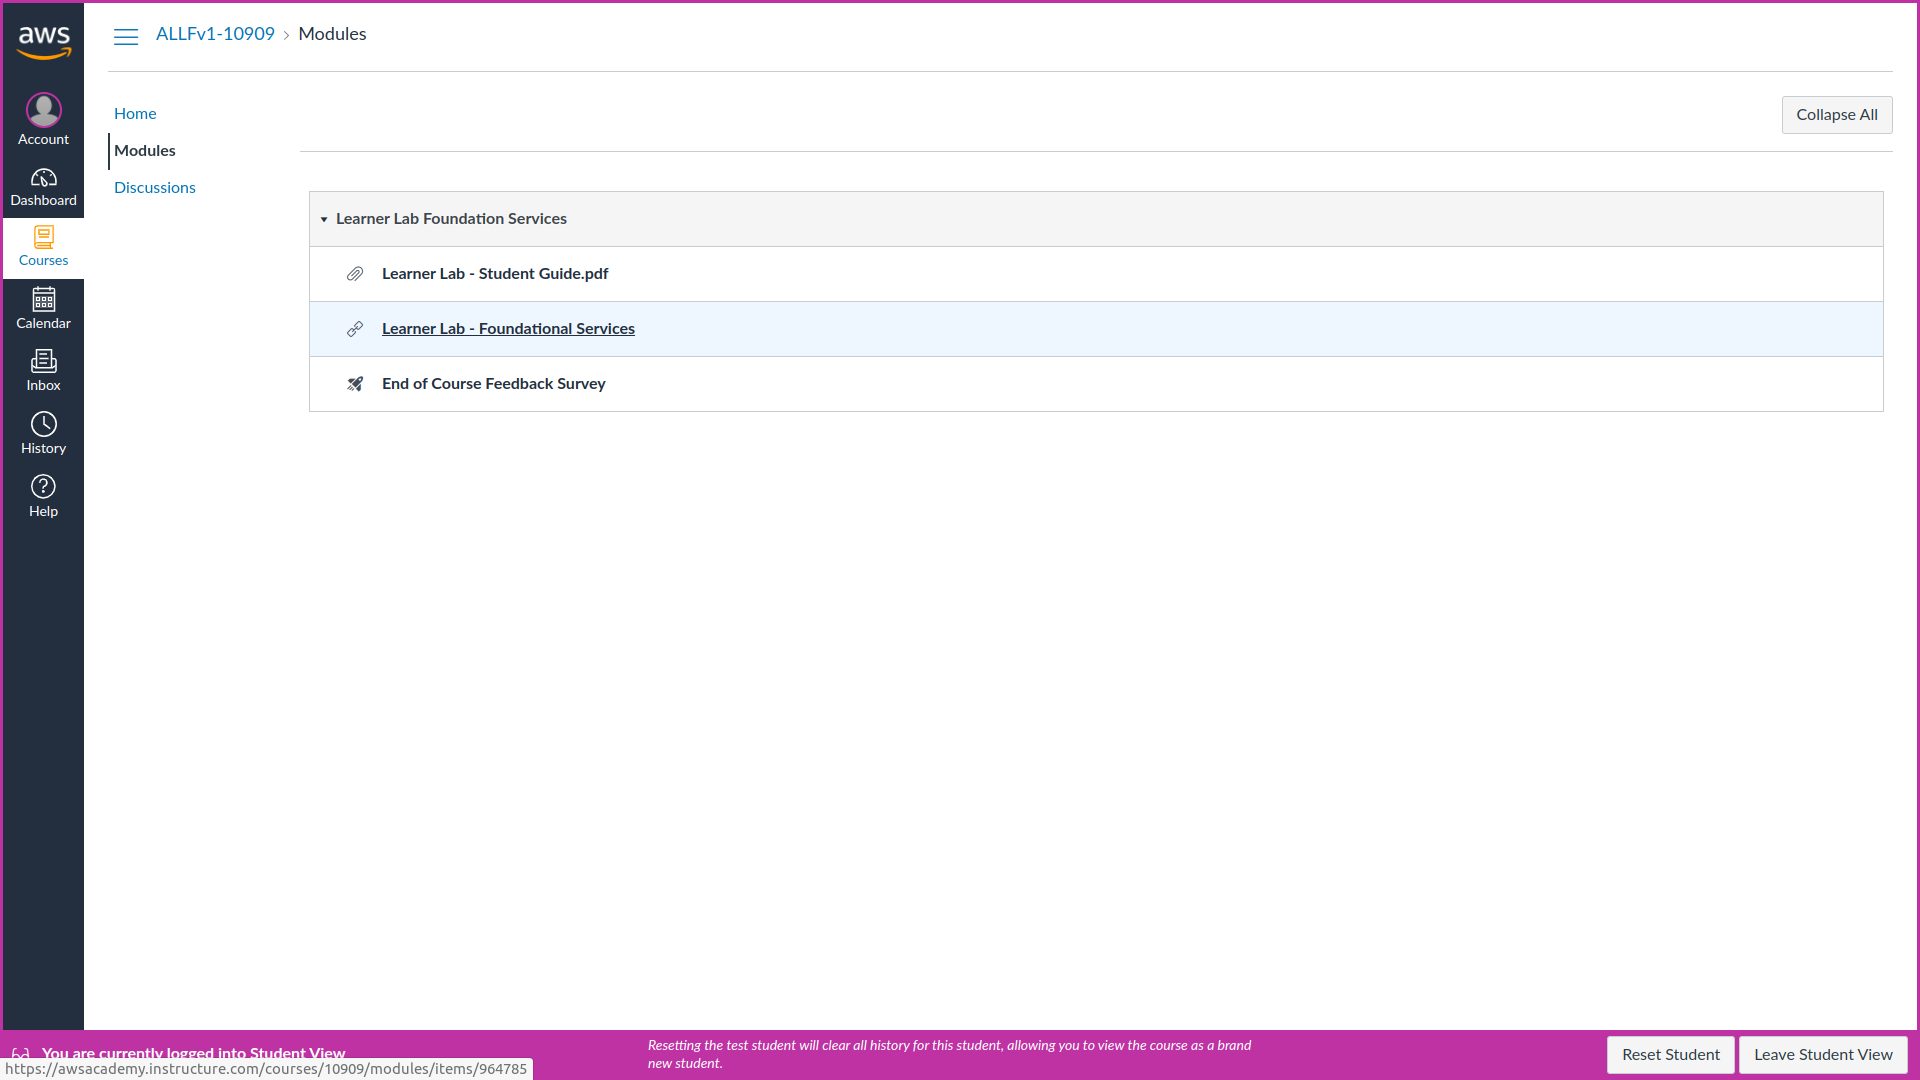 aws
ALLFv1-10909 > Modules
Account
Dashboard
Courses
Calendar
Inbox
History
Help
Home
Modules
Discussions
Collapse All
Learner Lab Foundation Services
Learner Lab - Student Guide.pdf
Learner Lab - Foundational Services
End of Course Feedback Survey
You are currently logged into Student View
https://awsacademy.instructure.com/courses/10909/modules/items/964785
Resetting the test student will clear all history for this student, allowing you to view the course as a brand
new student.
Reset Student
Leave Student View